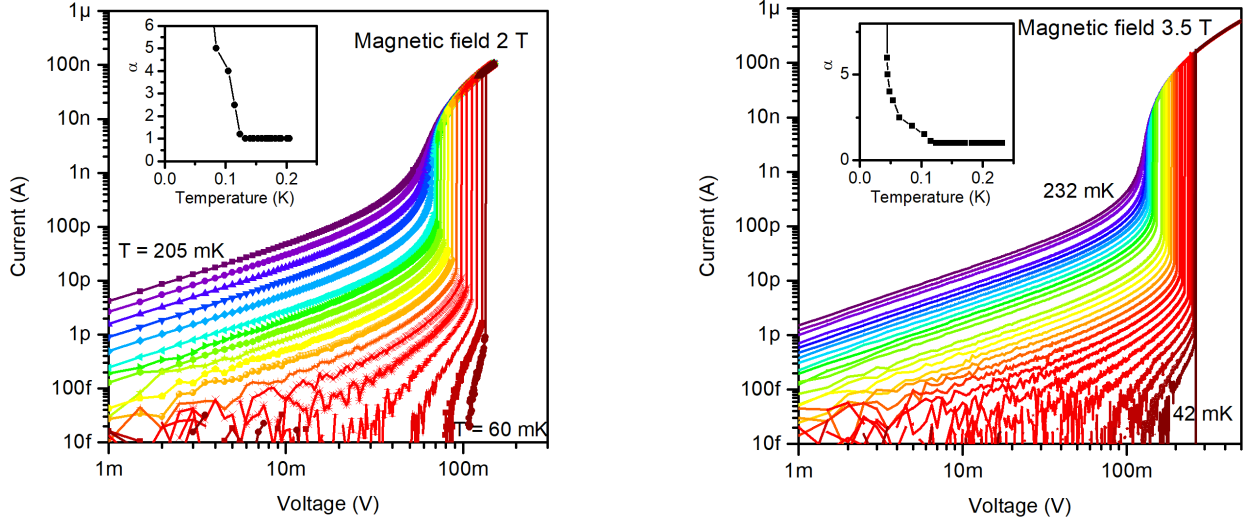 1µ
100n
10n
1n
100p
10p
1p
100f
10f
Current (A)
1m
10m
100m
Voltage (V)
Magnetic field 2 T
T = 205 mK
T = 60 mK
6
5
4
3
2
1
0
α
0.0
0.1
0.2
Temperature (K)
1µ
100n
10n
1n
100p
10p
1p
100f
10f
Current (A)
1m
10m
100m
Voltage (V)
Magnetic field 3.5 T
232 mK
42 mK
5
0
α
0.0
0.1
0.2
Temperature (K)